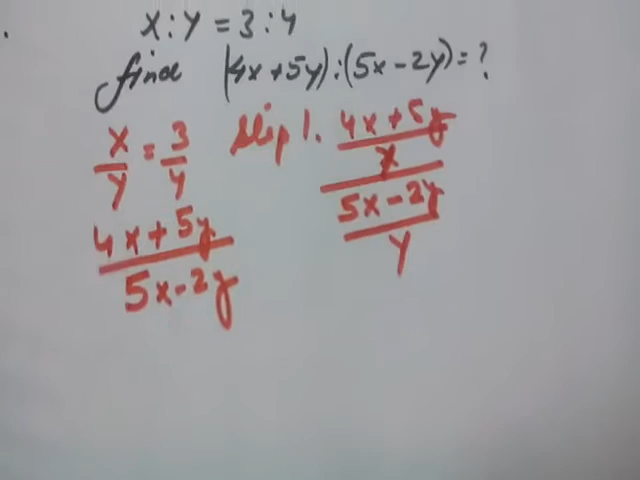 x : y = 3 : 4
find (4x + 5y) : (5x - 2y) = ?
x/y = 3/4
4x + 5y / 5x - 2y
Step 1. 4x + 5y / x
5x - 2y / y